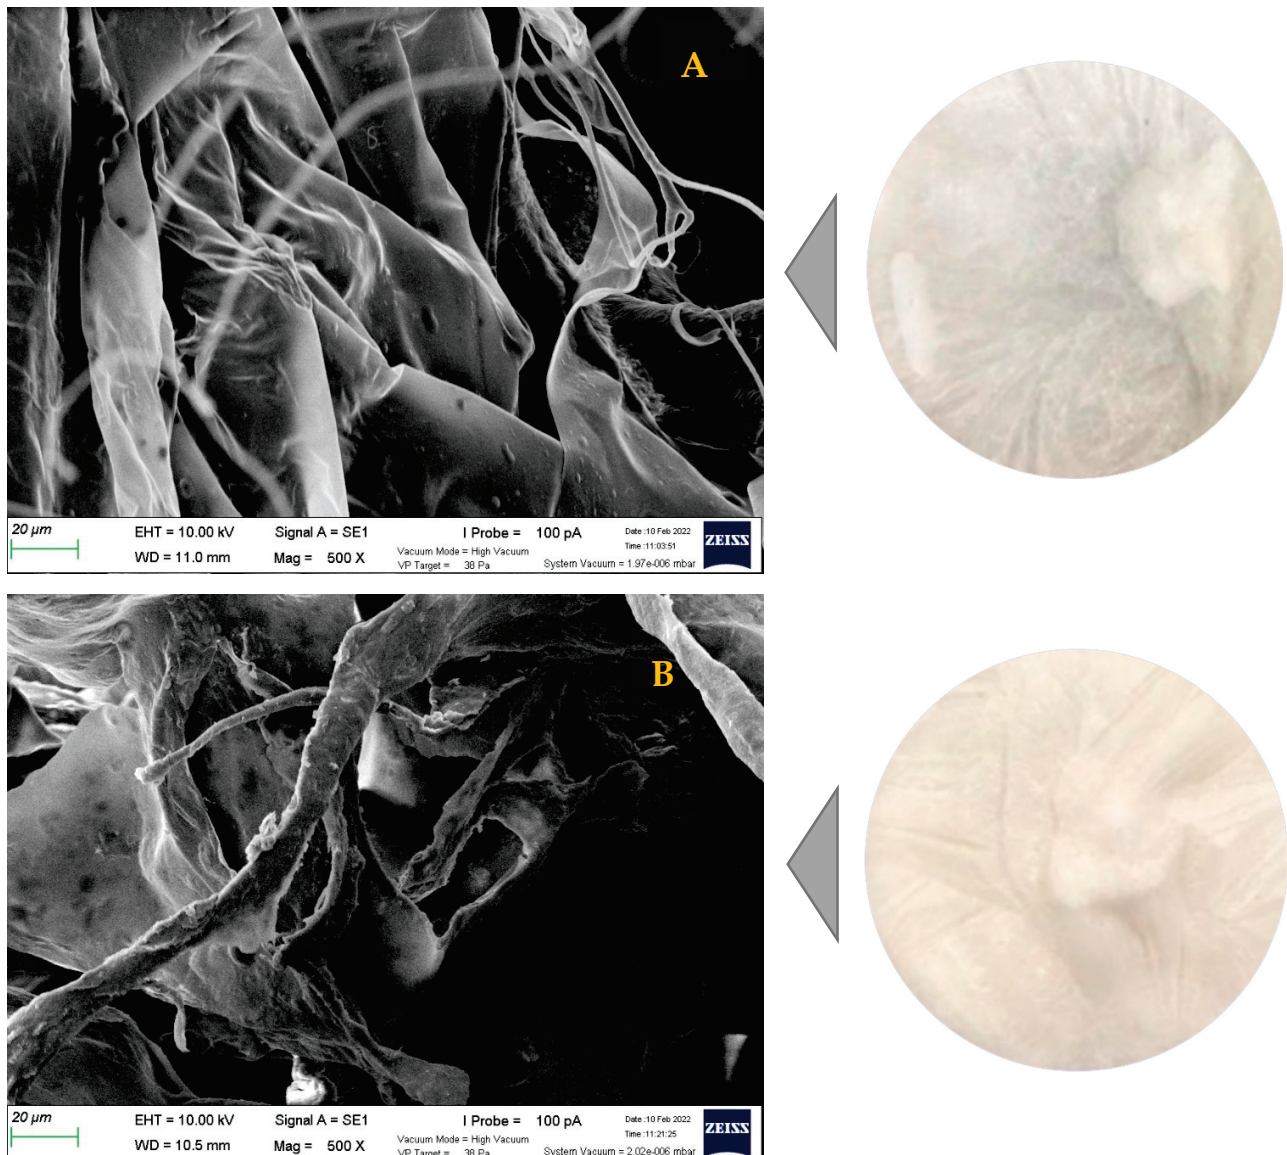 A
20 µm
EHT = 10.00 kV Signal A = SE1 I Probe = 100 pA Date :10 Feb 2022
Time :11:03:51
ZEISS
WD = 11.0 mm Mag = 500 X Vacuum Mode = High Vacuum
VP Target = 38 Pa System Vacuum = 1.97e-006 mbar
B
20 µm
EHT = 10.00 kV Signal A = SE1 I Probe = 100 pA Date :10 Feb 2022
Time :11:21:25
ZEISS
WD = 10.5 mm Mag = 500 X Vacuum Mode = High Vacuum
VP Target = 38 Pa System Vacuum = 2.02e-006 mbar